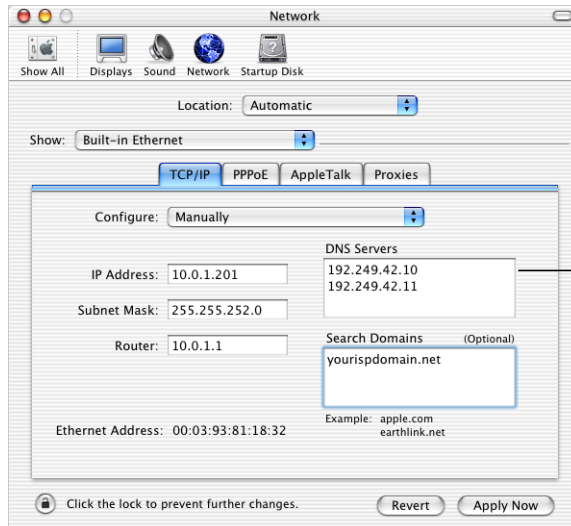 Network
Show All Displays Sound Network Startup Disk
Location: Automatic
Show: Built-in Ethernet
TCP/IP PPPoE AppleTalk Proxies
Configure: Manually
DNS Servers
IP Address: 10.0.1.201
192.249.42.10
192.249.42.11
Subnet Mask: 255.255.252.0
Router: 10.0.1.1
Search Domains (Optional)
yourispdomain.net
Example: apple.com
earthlink.net
Ethernet Address: 00:03:93:81:18:32
Click the lock to prevent further changes.
Revert Apply Now